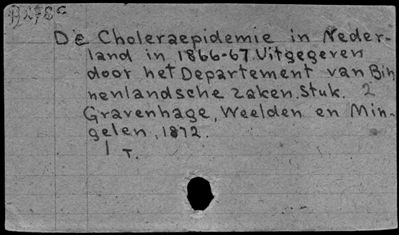 De Choleraepidemie in Neder-
land in 1866-67. Uitgegeven
door het Departement van Bin
nenlandsche zaken. Stuk. 2
Gravenhage, Weelden en Min-
gelen, 1872.
1 T.